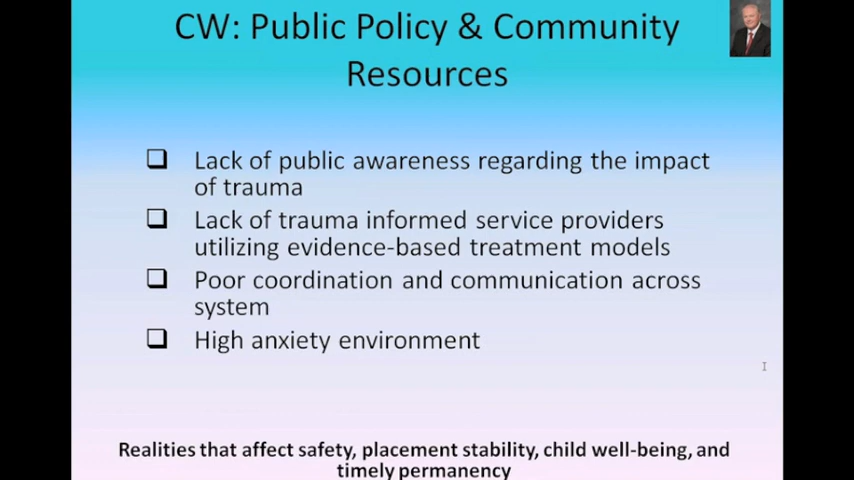 CW: Public Policy & Community
Resources
Lack of public awareness regarding the impact
of trauma
Lack of trauma informed service providers
utilizing evidence-based treatment models
Poor coordination and communication across
system
High anxiety environment
Realities that affect safety, placement stability, child well-being, and
timely permanency